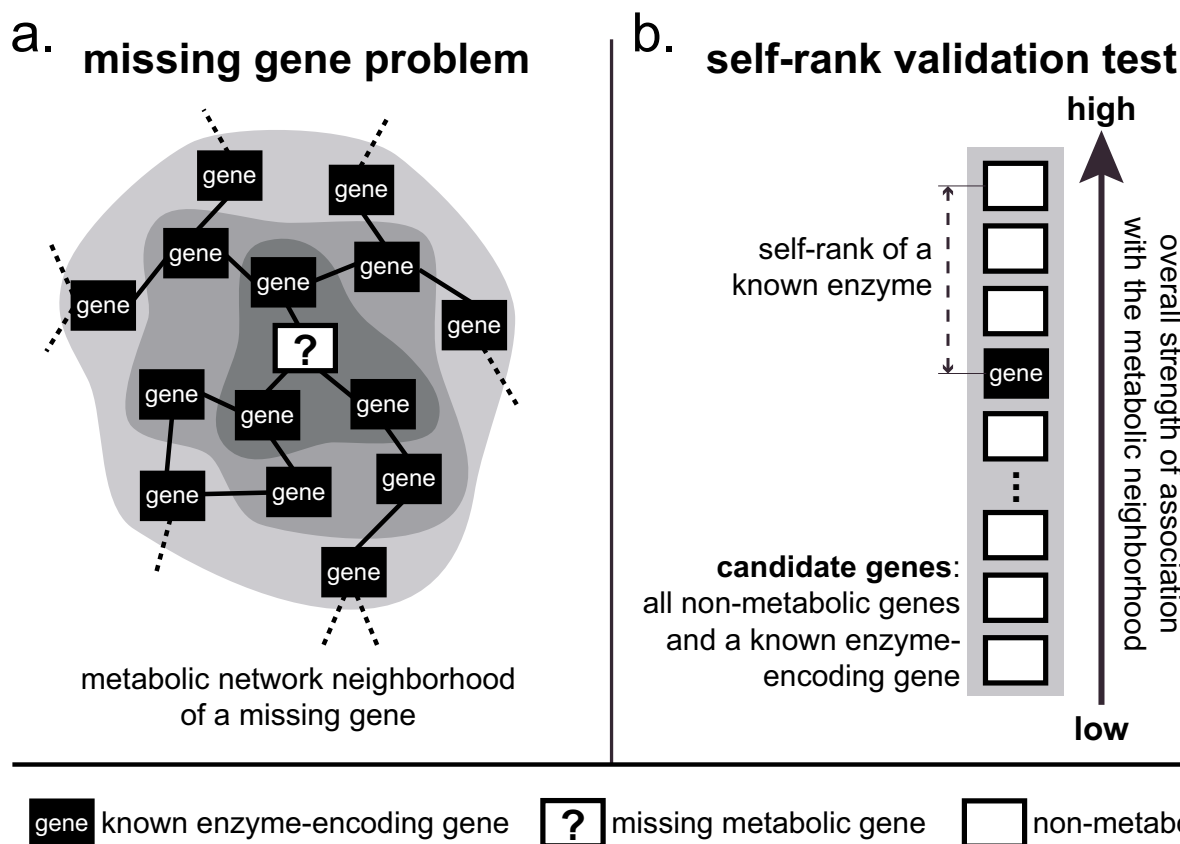 a.
missing gene problem
gene
gene
gene
gene
gene
gene
gene
gene
?
gene
gene
gene
gene
gene
gene
gene
metabolic network neighborhood
of a missing gene
b.
self-rank validation test
high
self-rank of a
known enzyme
gene
candidate genes:
all non-metabolic genes
and a known enzyme-
encoding gene
overall strength of association
with the metabolic neighborhood
low
gene known enzyme-encoding gene
? missing metabolic gene
non-metabo